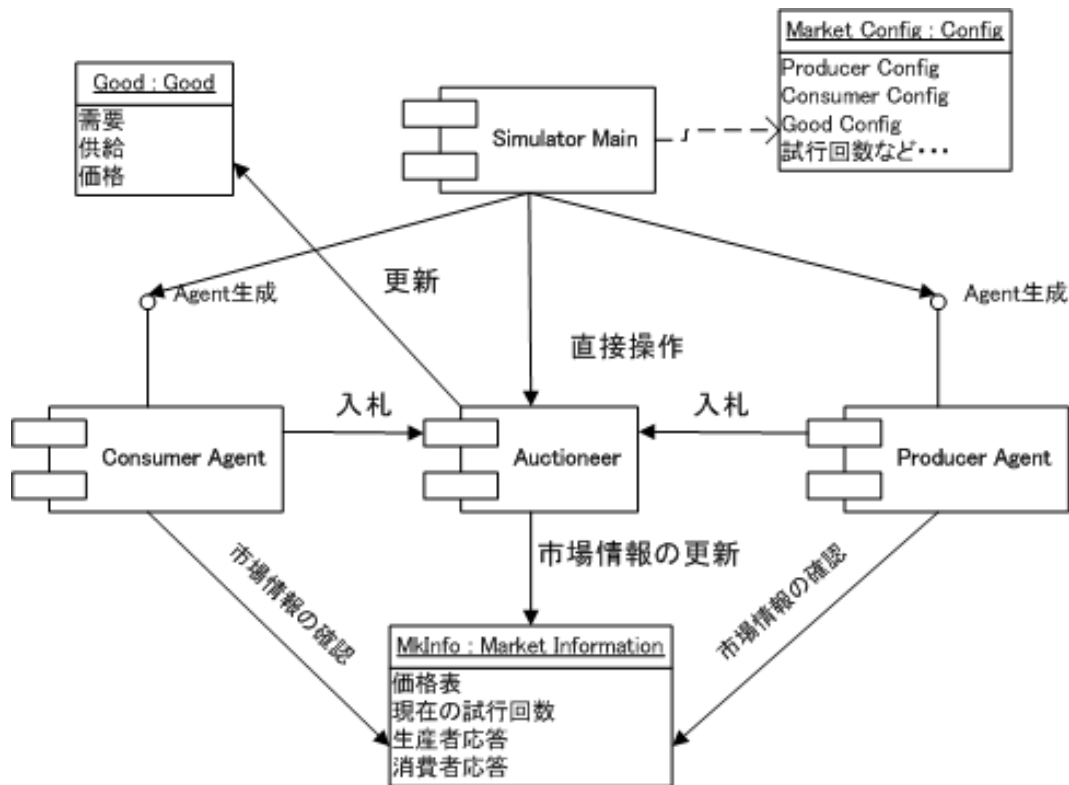 Market Config : Config
Producer Config
Consumer Config
Good Config
試行回数など・・・
Good : Good
需要
供給
価格
Simulator Main
更新
Agent生成
Agent生成
直接操作
入札
入札
Consumer Agent
Auctioneer
Producer Agent
市場情報の更新
市場情報の確認
市場情報の確認
MkInfo : Market Information
価格表
現在の試行回数
生産者応答
消費者応答